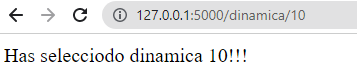 127.0.0.1:5000/dinamica/10
Has selecciodo dinamica 10!!!